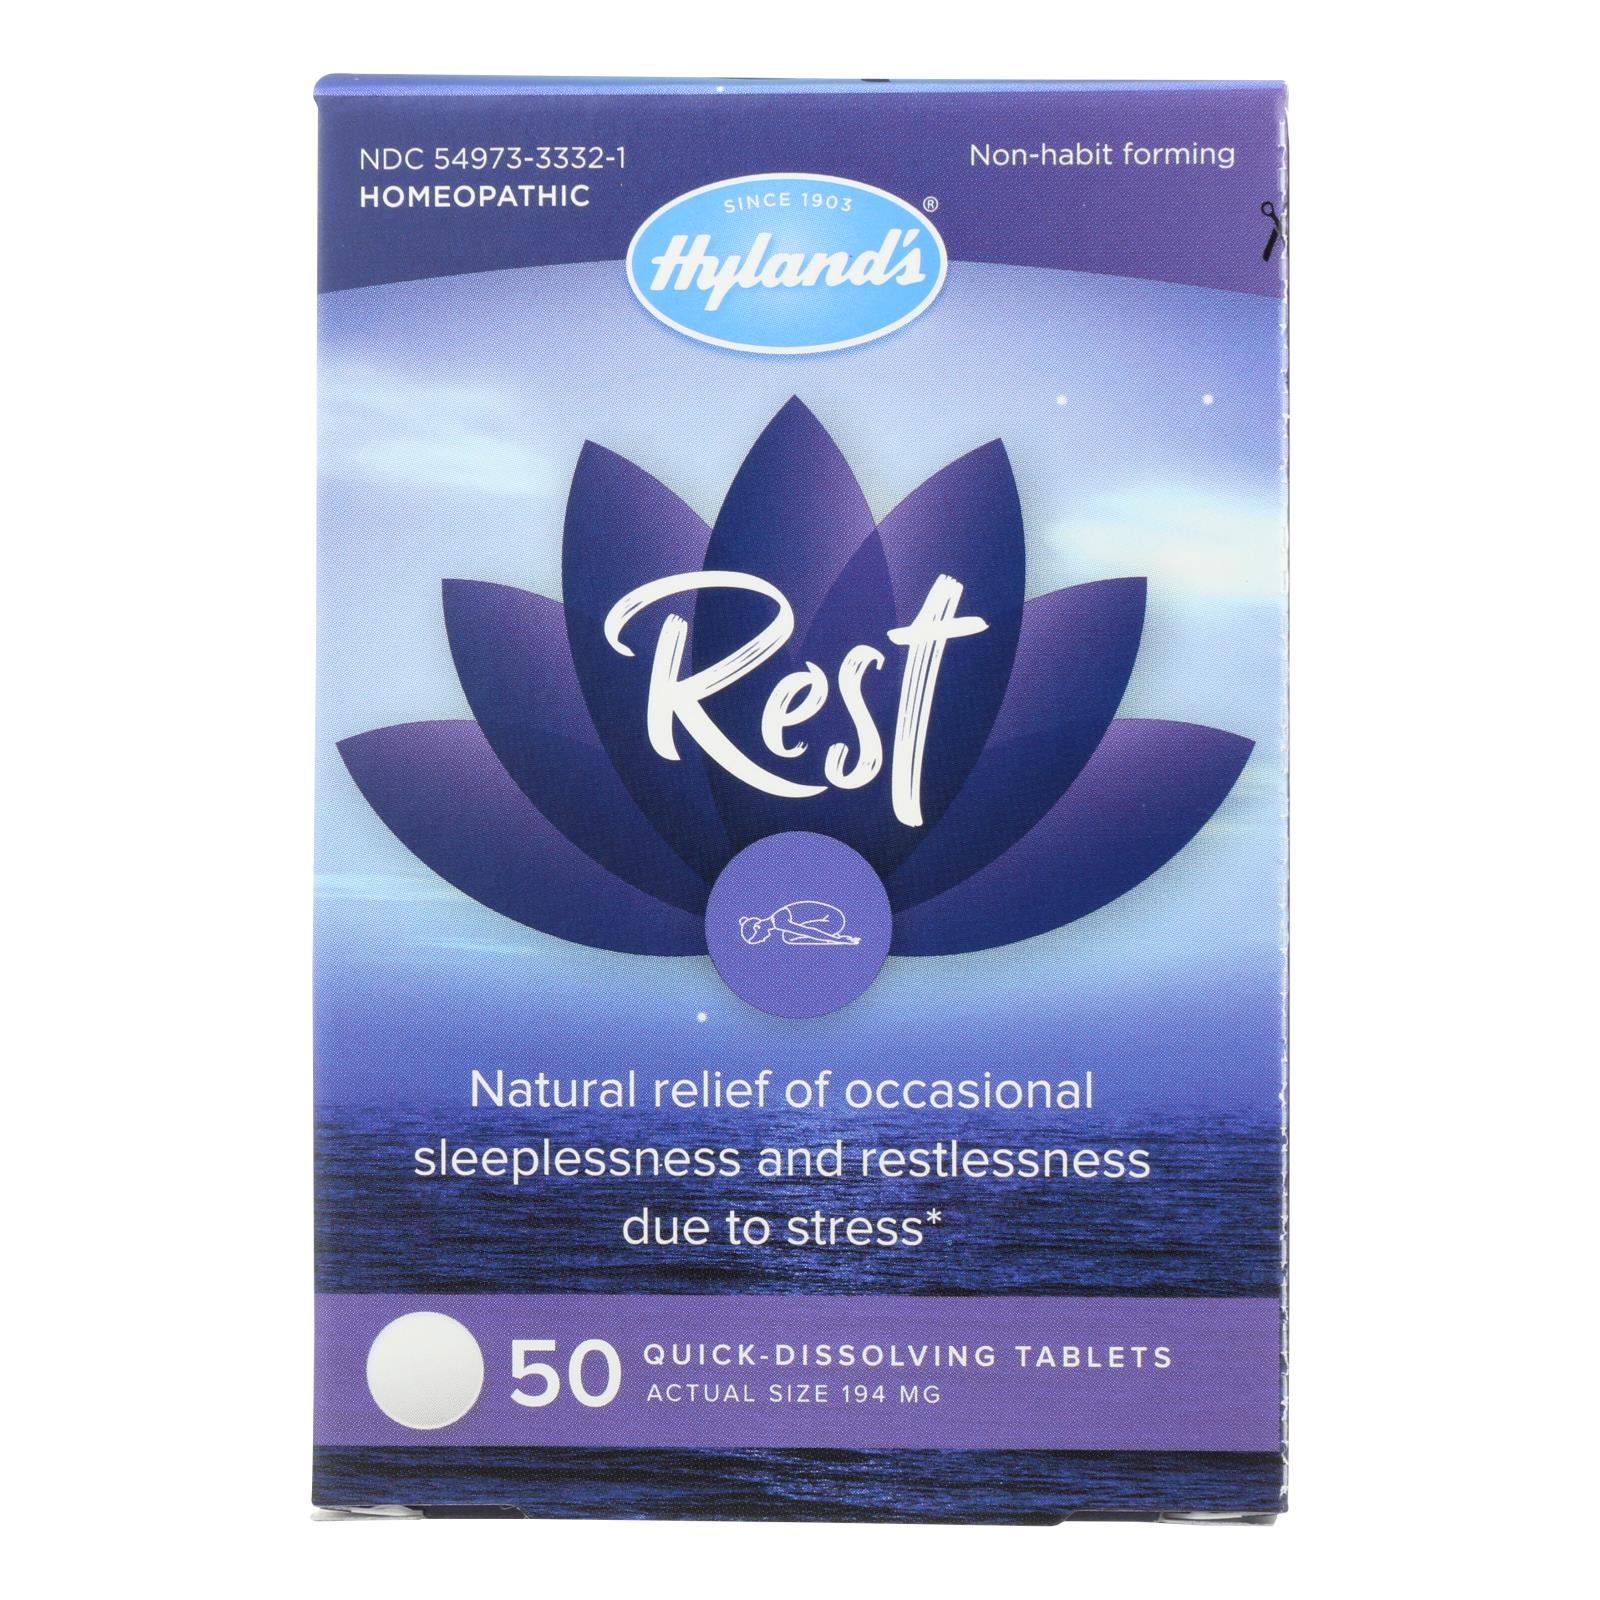 NDC 54973-3332-1
HOMEOPATHIC
Non-habit forming
SINCE 1903
Hyland's®
Rest
Natural relief of occasional
sleeplessness and restlessness
due to stress*
50 QUICK-DISSOLVING TABLETS
ACTUAL SIZE 194 MG